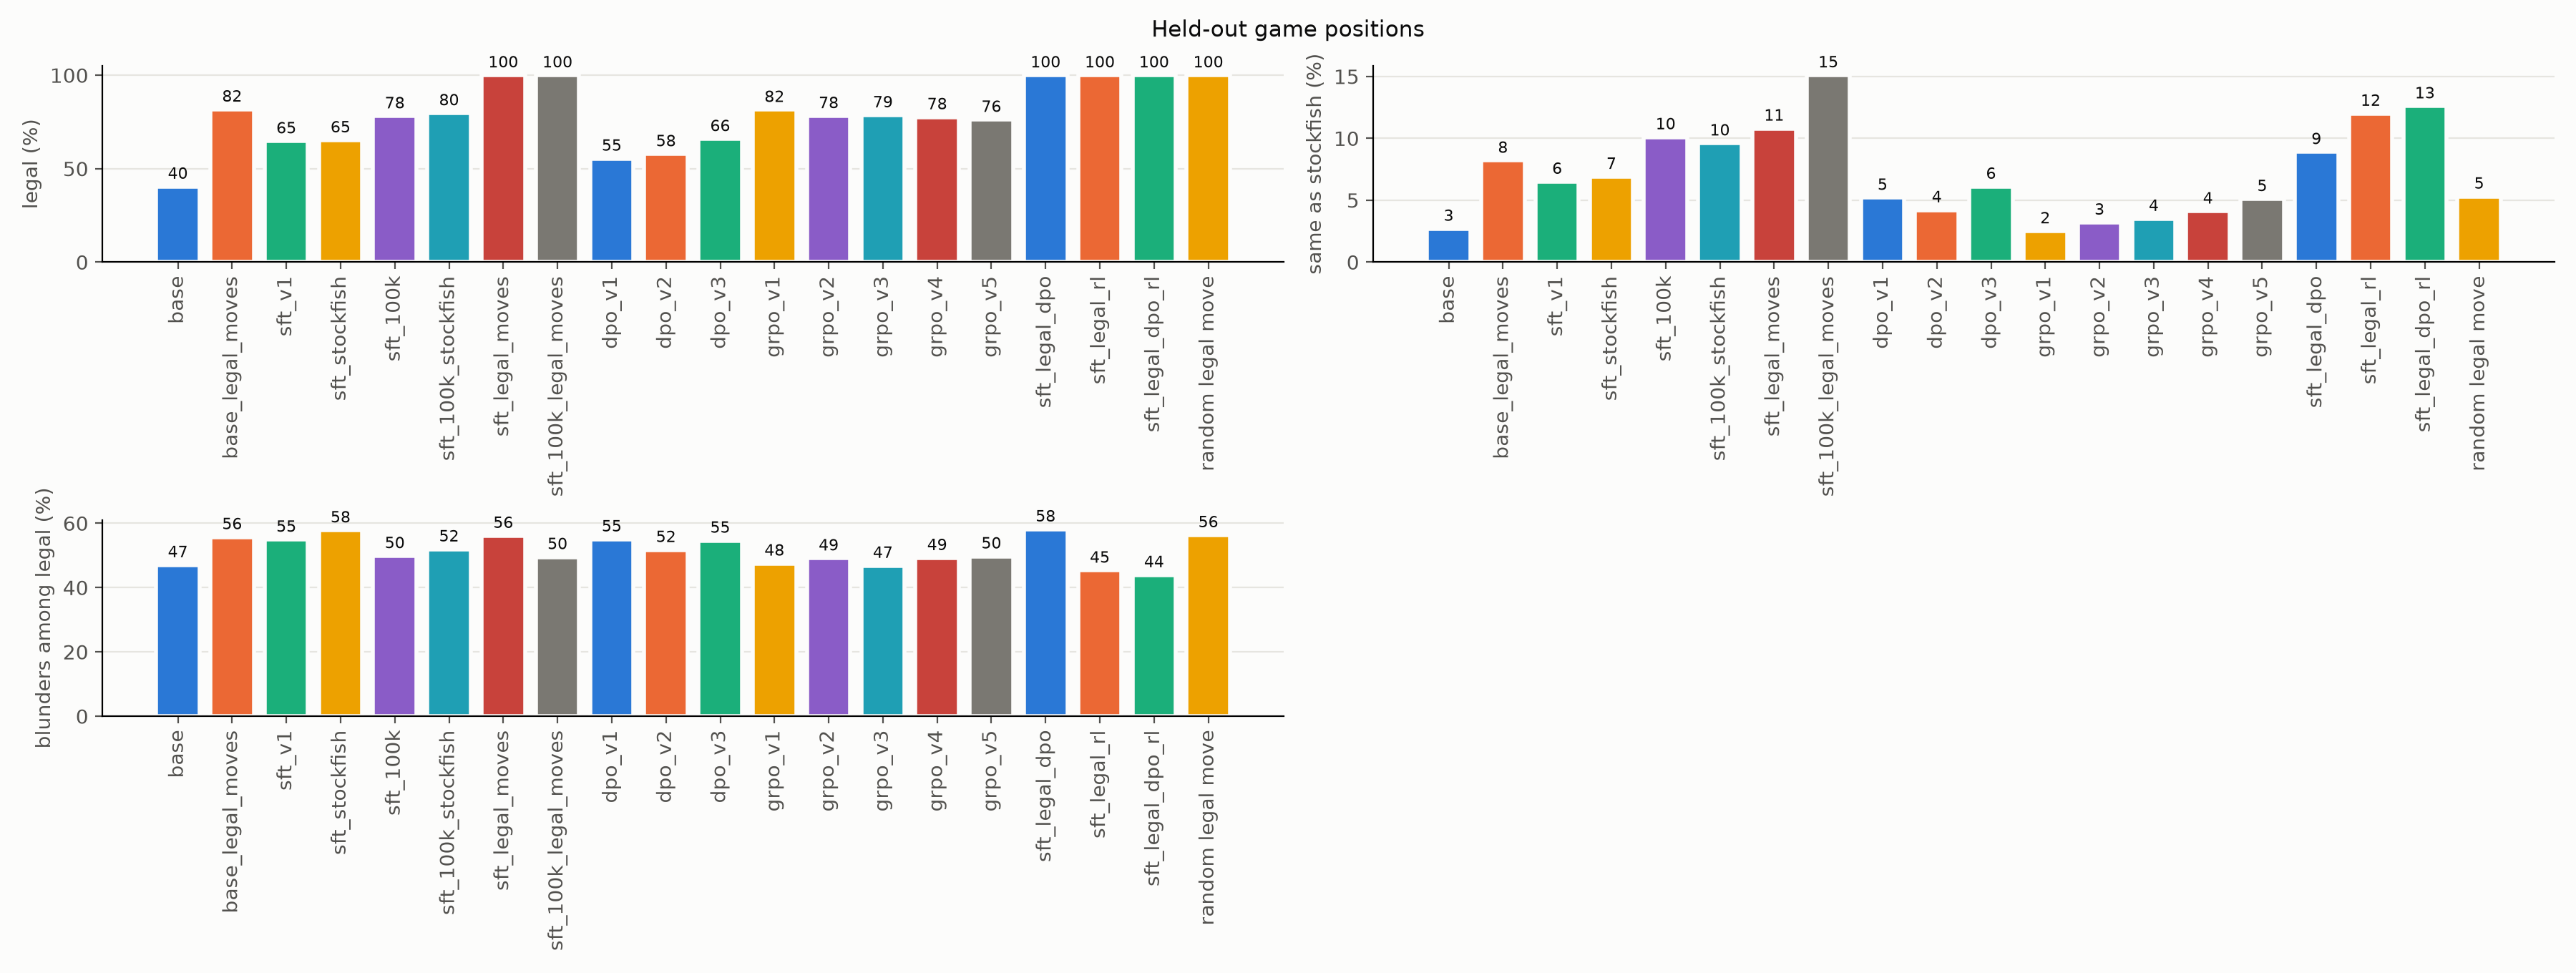 Held-out game positions
legal (%)
100
50
0
40
82
65
65
78
80
100
100
55
58
66
82
78
79
78
76
100
100
100
100
base
base_legal_moves
sft_v1
sft_stockfish
sft_100k
sft_100k_stockfish
sft_legal_moves
sft_100k_legal_moves
dpo_v1
dpo_v2
dpo_v3
grpo_v1
grpo_v2
grpo_v3
grpo_v4
grpo_v5
sft_legal_dpo
sft_legal_rl
sft_legal_dpo_rl
random legal move
same as stockfish (%)
15
10
5
0
3
8
6
7
10
10
11
15
5
4
6
2
3
4
4
5
9
12
13
5
base
base_legal_moves
sft_v1
sft_stockfish
sft_100k
sft_100k_stockfish
sft_legal_moves
sft_100k_legal_moves
dpo_v1
dpo_v2
dpo_v3
grpo_v1
grpo_v2
grpo_v3
grpo_v4
grpo_v5
sft_legal_dpo
sft_legal_rl
sft_legal_dpo_rl
random legal move
blunders among legal (%)
60
40
20
0
47
56
55
58
50
52
56
50
55
52
55
48
49
47
49
50
58
45
44
56
base
base_legal_moves
sft_v1
sft_stockfish
sft_100k
sft_100k_stockfish
sft_legal_moves
sft_100k_legal_moves
dpo_v1
dpo_v2
dpo_v3
grpo_v1
grpo_v2
grpo_v3
grpo_v4
grpo_v5
sft_legal_dpo
sft_legal_rl
sft_legal_dpo_rl
random legal move